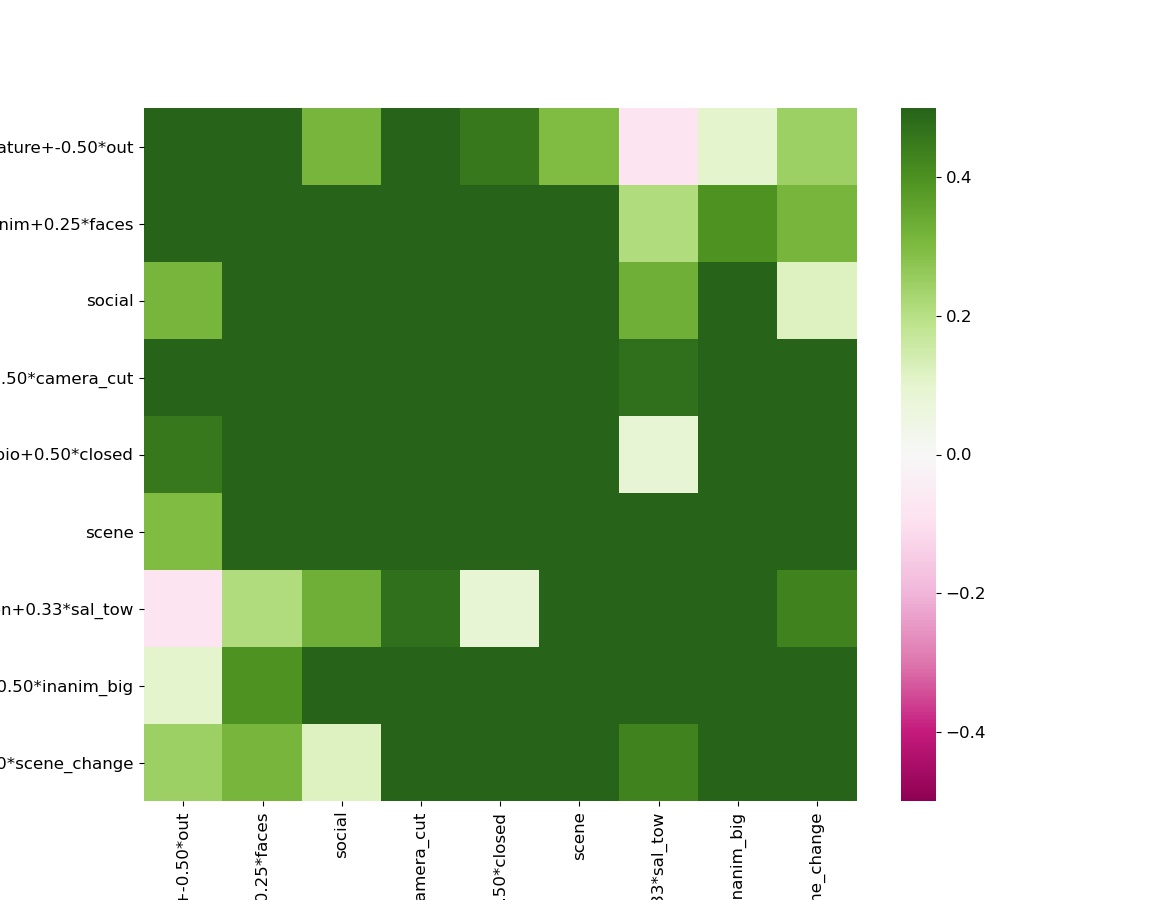 ature+-0.50*out
nim+0.25*faces
social
.50*camera_cut
bio+0.50*closed
scene
n+0.33*sal_tow
0.50*inanim_big
0*scene_change
+-0.50*out
0.25*faces
social
amera_cut
.50*closed
scene
33*sal_tow
nanim_big
ne_change
0.4
0.2
0.0
−0.2
−0.4